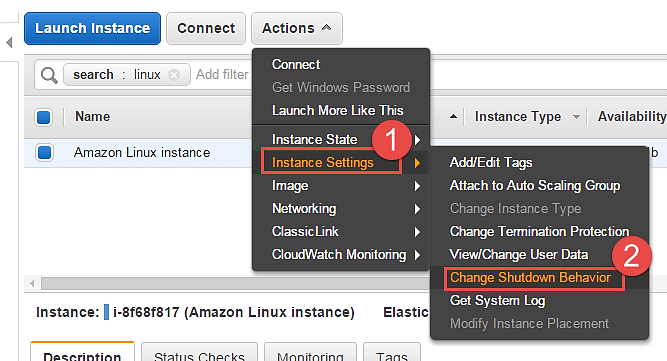 Launch Instance Connect Actions
search : linux Add filter
Name Instance Type Availability
Amazon Linux instance
Connect
Get Windows Password
Launch More Like This
Instance State
1
Instance Settings
Image
Networking
ClassicLink
CloudWatch Monitoring
Add/Edit Tags
Attach to Auto Scaling Group
Change Instance Type
Change Termination Protection
View/Change User Data
2
Change Shutdown Behavior
Get System Log
Modify Instance Placement
Instance: i-8f68f817 (Amazon Linux instance) Elastic
Description Status Checks Monitoring Tags